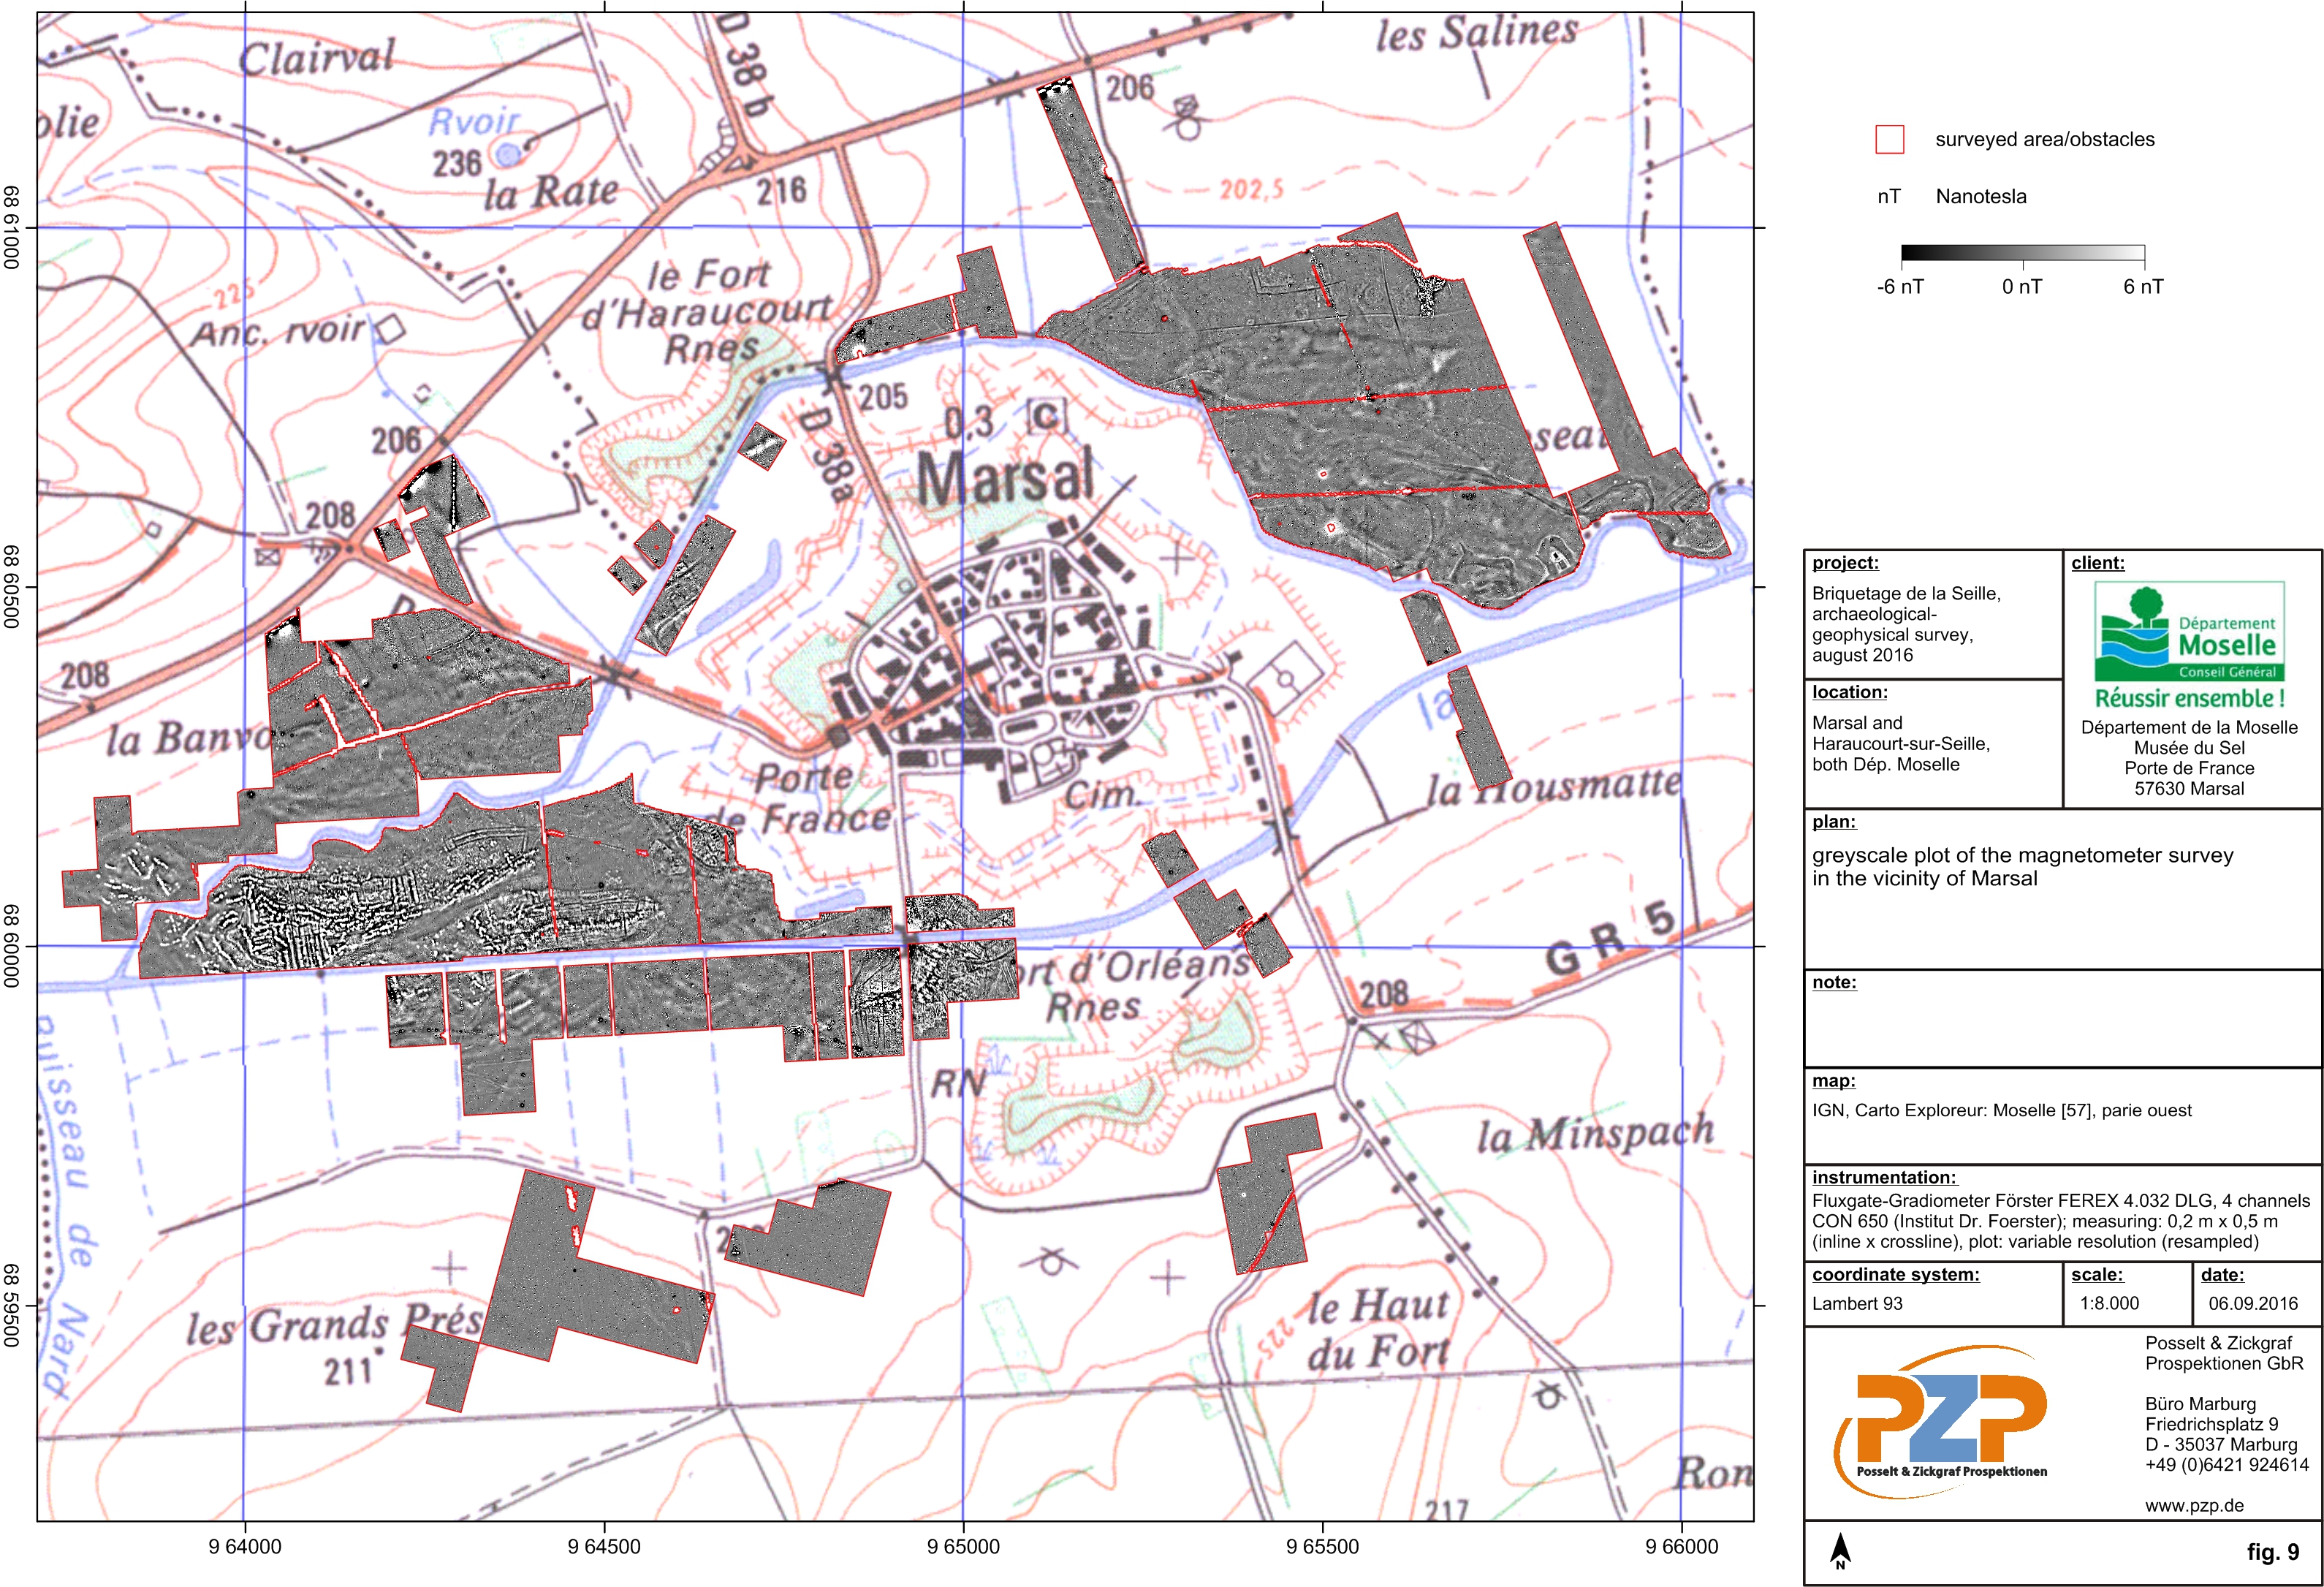 Clairval
D 38 b
les Salines
206
olie
Rvoir
236
la Rate
216
202,5
68 61000
le Fort
d'Haraucourt
Rnes
225
Anc. rvoir
205
D 38a
0,3
C
Marsal
206
208
68 60500
208
la Banvo
la
Porte
de France
Cim.
la Housmatte
68 60000
ort d'Orléans
Rnes
GR 5
208
RN
Ruisseau de Nard
la Minspach
les Grands Prés
211
le Haut
du Fort
225
68 59500
Ron
217
9 64000
9 64500
9 65000
9 65500
9 66000
surveyed area/obstacles
nT Nanotesla
-6 nT 0 nT 6 nT
project:
Briquetage de la Seille,
archaeological-
geophysical survey,
august 2016
client:
Département
Moselle
Conseil Général
Réussir ensemble !
Département de la Moselle
Musée du Sel
Porte de France
57630 Marsal
location:
Marsal and
Haraucourt-sur-Seille,
both Dép. Moselle
plan:
greyscale plot of the magnetometer survey
in the vicinity of Marsal
note:
map:
IGN, Carto Exploreur: Moselle [57], parie ouest
instrumentation:
Fluxgate-Gradiometer Förster FEREX 4.032 DLG, 4 channels
CON 650 (Institut Dr. Foerster); measuring: 0,2 m x 0,5 m
(inline x crossline), plot: variable resolution (resampled)
coordinate system:
Lambert 93
scale:
1:8.000
date:
06.09.2016
PZP
Posselt & Zickgraf Prospektionen
Posselt & Zickgraf
Prospektionen GbR
Büro Marburg
Friedrichsplatz 9
D - 35037 Marburg
+49 (0)6421 924614
www.pzp.de
N
fig. 9